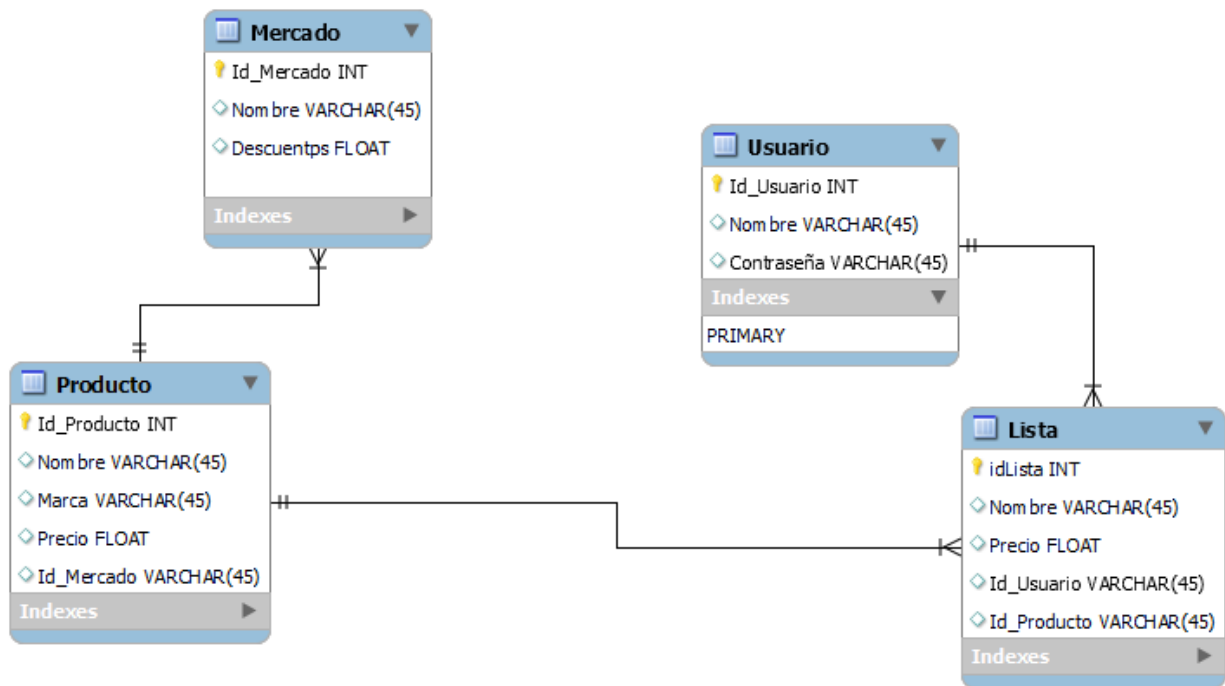 Mercado
Id_Mercado INT
Nombre VARCHAR(45)
Descuentps FLOAT
Indexes
Usuario
Id_Usuario INT
Nombre VARCHAR(45)
Contraseña VARCHAR(45)
Indexes
PRIMARY
Producto
Id_Producto INT
Nombre VARCHAR(45)
Marca VARCHAR(45)
Precio FLOAT
Id_Mercado VARCHAR(45)
Indexes
Lista
idLista INT
Nombre VARCHAR(45)
Precio FLOAT
Id_Usuario VARCHAR(45)
Id_Producto VARCHAR(45)
Indexes